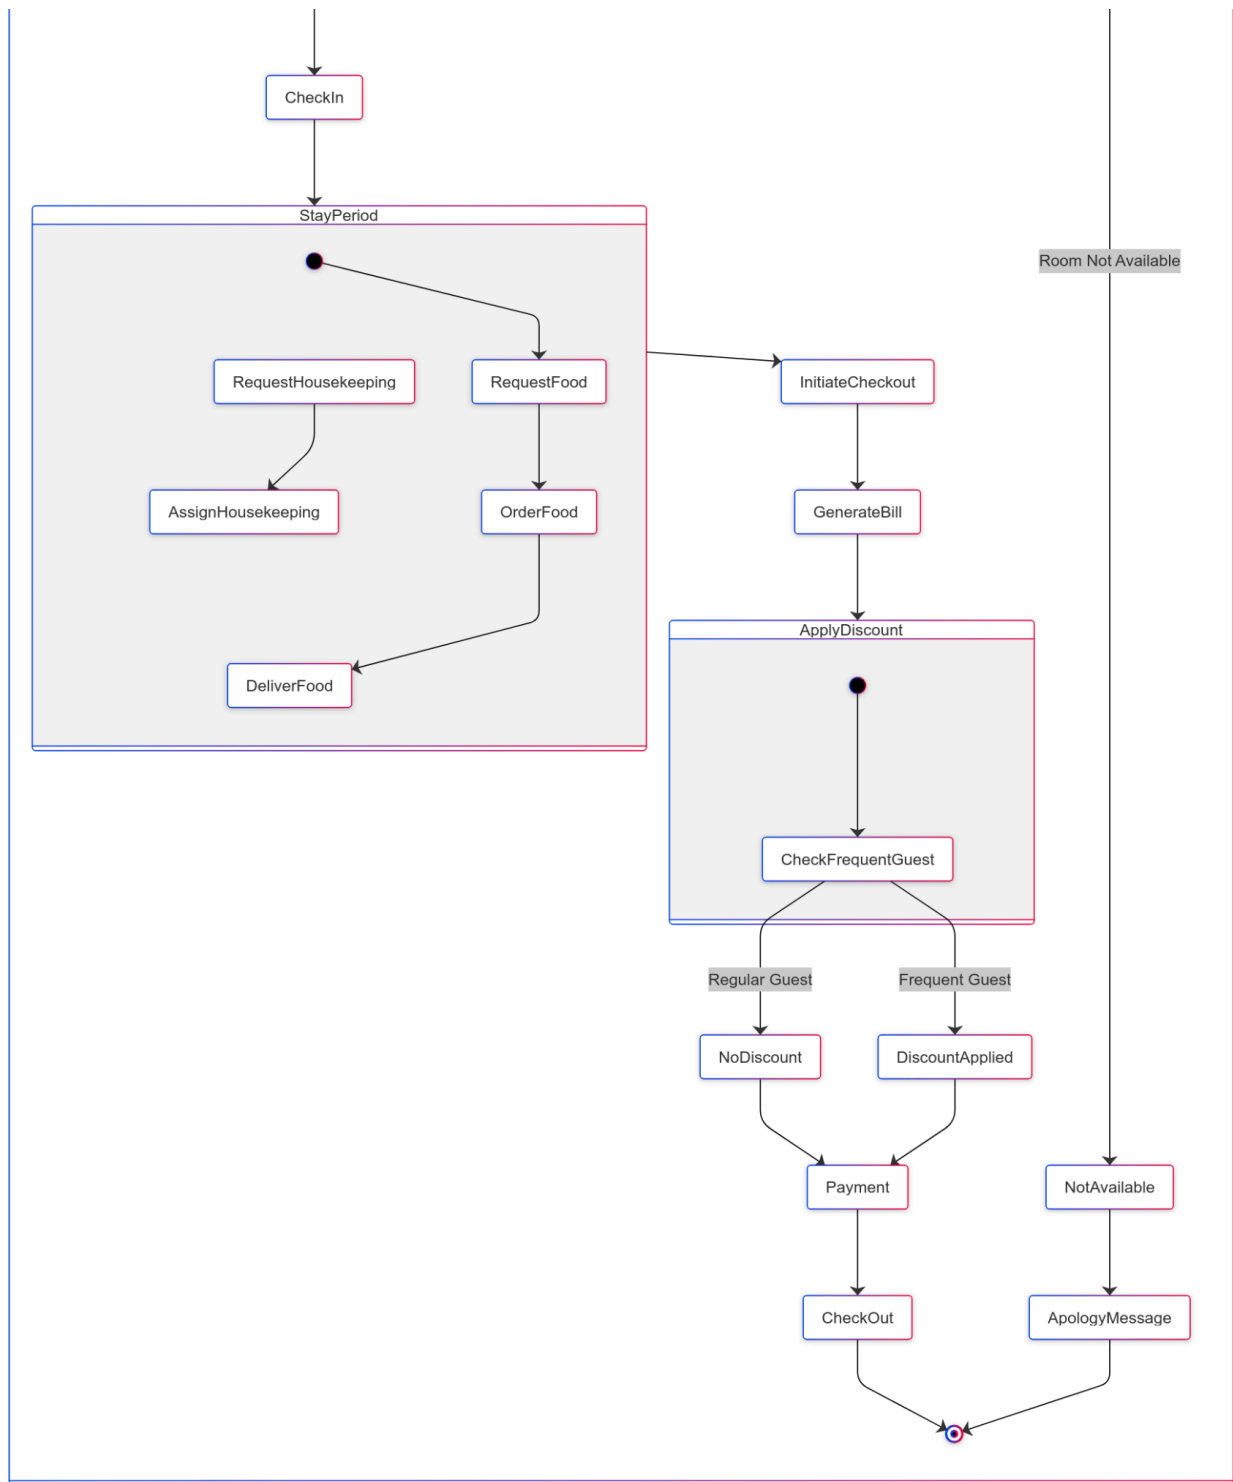 CheckIn
StayPeriod
Room Not Available
RequestHousekeeping
RequestFood
InitiateCheckout
AssignHousekeeping
OrderFood
GenerateBill
ApplyDiscount
DeliverFood
CheckFrequentGuest
Regular Guest
Frequent Guest
NoDiscount
DiscountApplied
Payment
NotAvailable
CheckOut
ApologyMessage